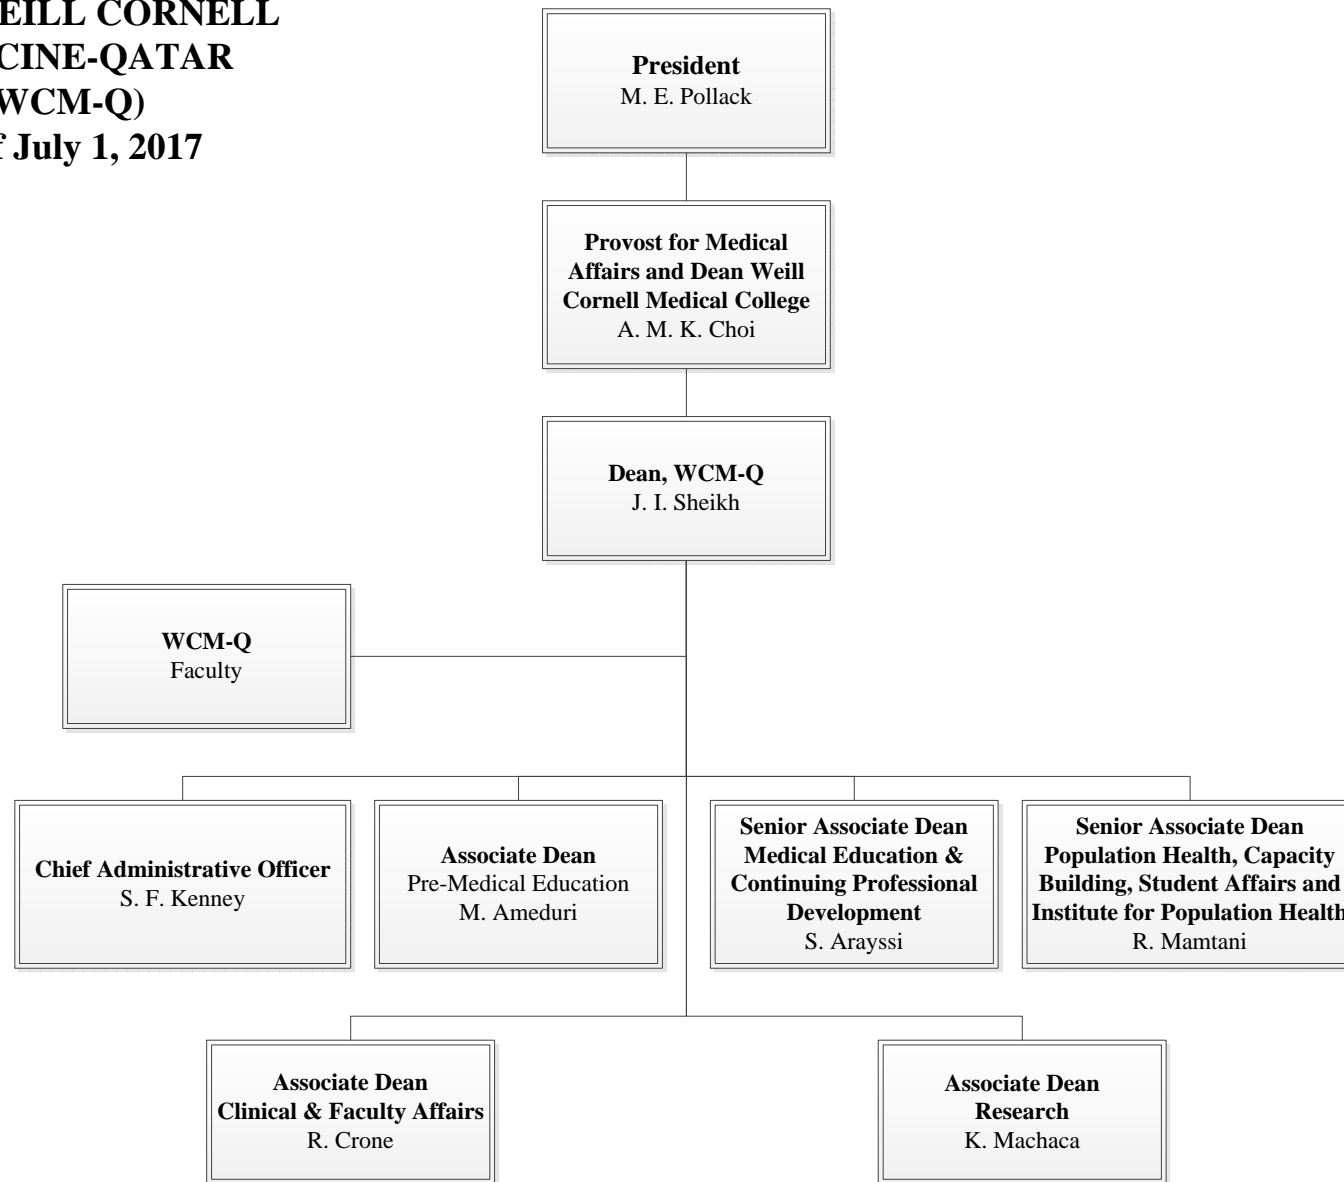 EILL CORNELL
CINE-QATAR
WCM-Q)
f July 1, 2017
President
M. E. Pollack
Provost for Medical
Affairs and Dean Weill
Cornell Medical College
A. M. K. Choi
Dean, WCM-Q
J. I. Sheikh
WCM-Q
Faculty
Chief Administrative Officer
S. F. Kenney
Associate Dean
Pre-Medical Education
M. Ameduri
Senior Associate Dean
Medical Education &
Continuing Professional
Development
S. Arayssi
Senior Associate Dean
Population Health, Capacity
Building, Student Affairs and
Institute for Population Health
R. Mamtani
Associate Dean
Clinical & Faculty Affairs
R. Crone
Associate Dean
Research
K. Machaca